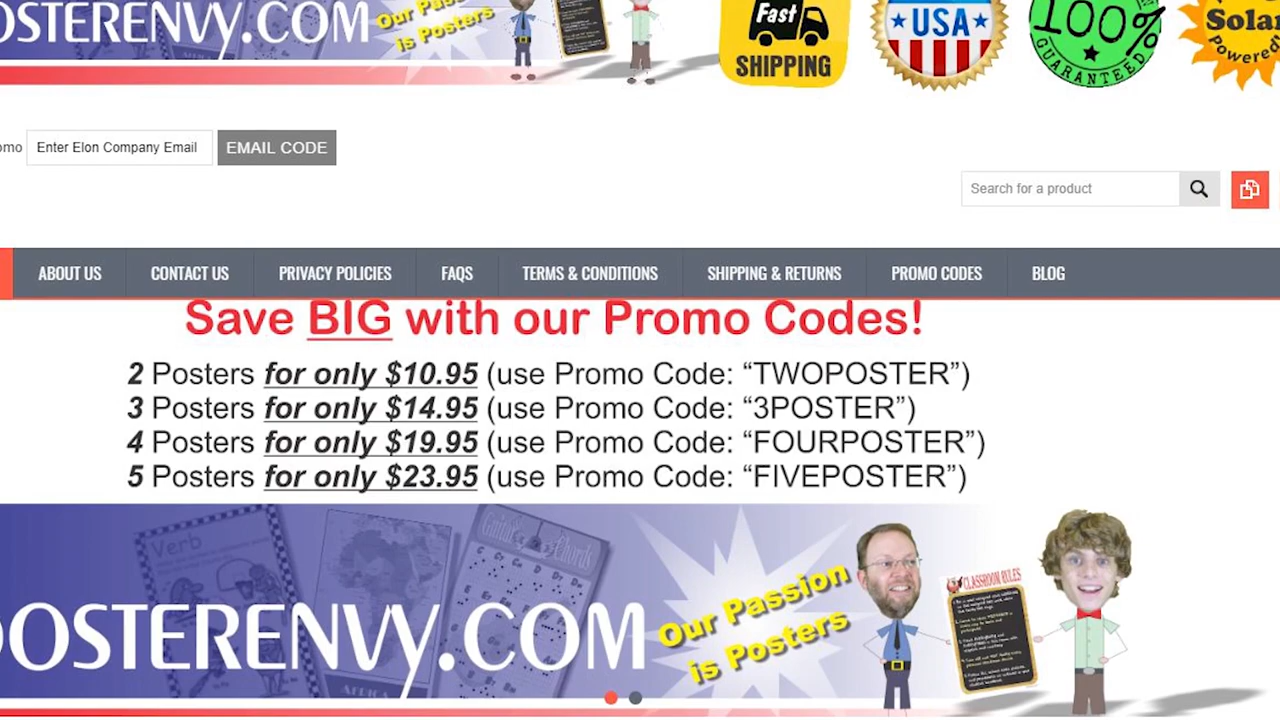 OSTERENVY.COM
Our Pas
is Posters
Fast
SHIPPING
USA
100%
GUARANTEED
Solar
Powered!
omo Enter Elon Company Email EMAIL CODE
Search for a product
ABOUT US CONTACT US PRIVACY POLICIES FAQS TERMS & CONDITIONS SHIPPING & RETURNS PROMO CODES BLOG
Save BIG with our Promo Codes!
2 Posters for only $10.95 (use Promo Code: “TWOPOSTER”)
3 Posters for only $14.95 (use Promo Code: “3POSTER”)
4 Posters for only $19.95 (use Promo Code: “FOURPOSTER”)
5 Posters for only $23.95 (use Promo Code: “FIVEPOSTER”)
Verb
Guitar Chords
AFRICA
OSTERENVY.COM
Our Passion
is Posters
CLASSROOM RULES